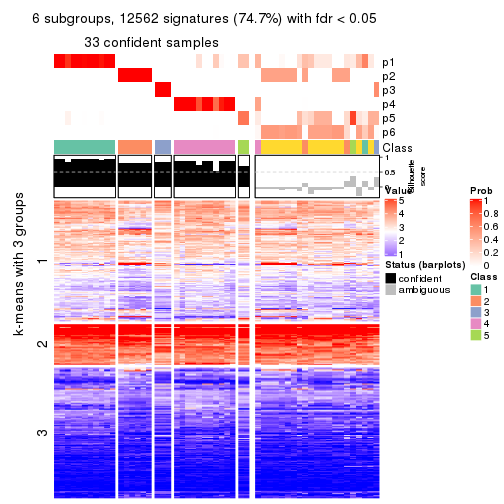 6 subgroups, 12562 signatures (74.7%) with fdr < 0.05
33 confident samples
p1
p2
p3
p4
p5
p6
Class
1
0.5
0
Silhouette
score
k-means with 3 groups
1
2
3
Value
5
4
3
2
1
Status (barplots)
confident
ambiguous
Prob
1
0.8
0.6
0.4
0.2
0
Class
1
2
3
4
5